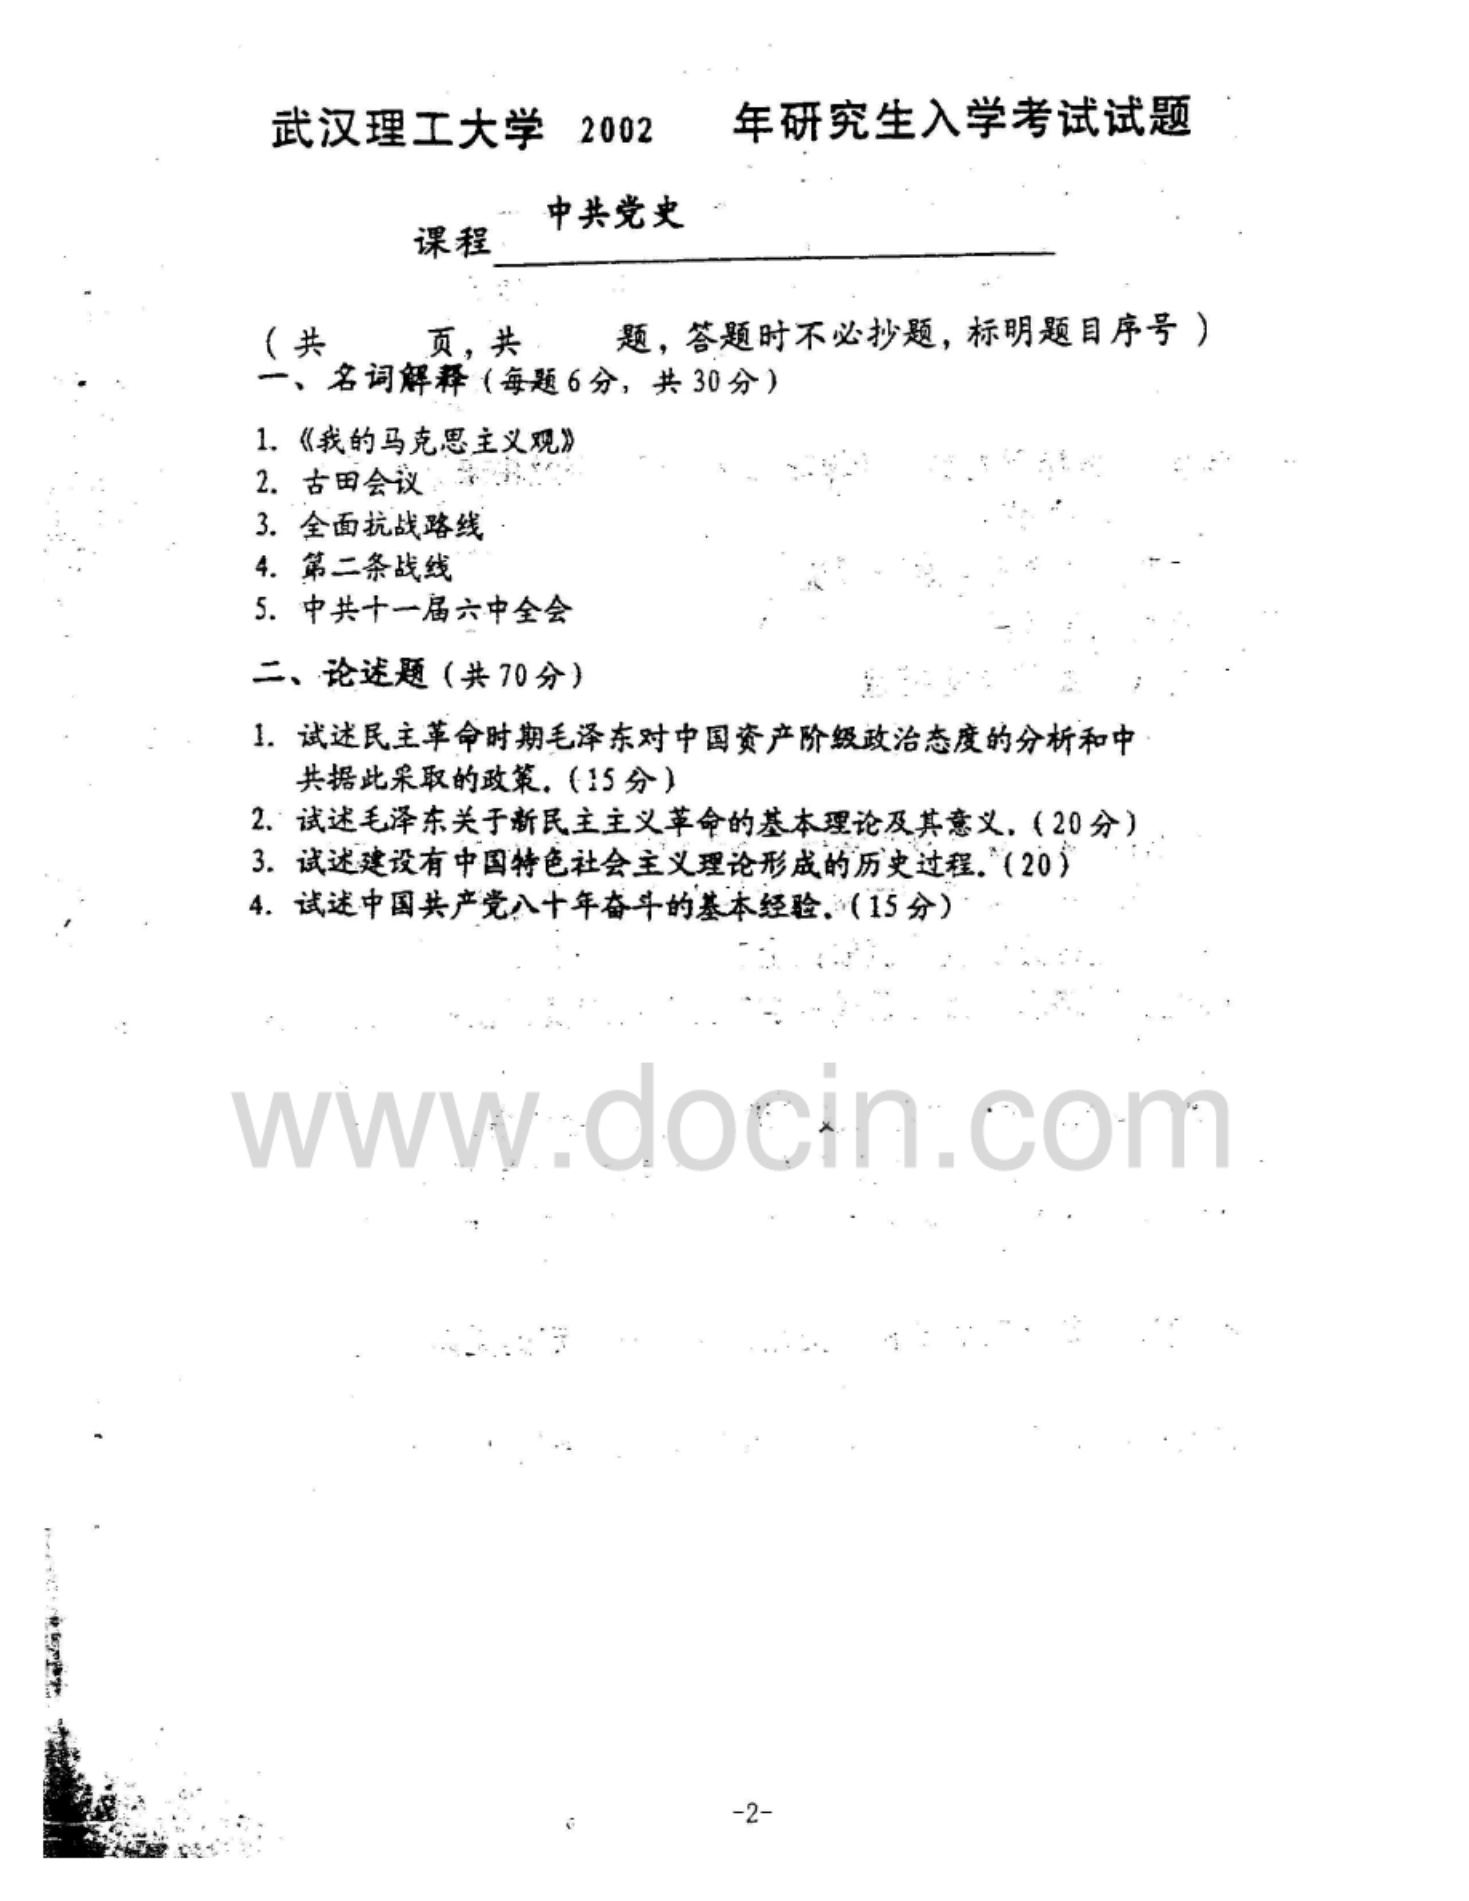 武汉理工大学 2002 年研究生入学考试试题
中共党史
课程
(共 页,共 题,答题时不必抄题,标明题目序号)
一、名词解释(每题6分,共30分)
1.《我的马克思主义观》
2. 古田会议
3. 全面抗战路线
4. 第二条战线
5. 中共十一届六中全会
二、论述题(共70分)
1. 试述民主革命时期毛泽东对中国资产阶级政治态度的分析和中
共据此采取的政策.(15分)
2. 试述毛泽东关于新民主主义革命的基本理论及其意义.(20分)
3. 试述建设有中国特色社会主义理论形成的历史过程.(20)
4. 试述中国共产党八十年奋斗的基本经验.(15分)
www.docin.com
-2-